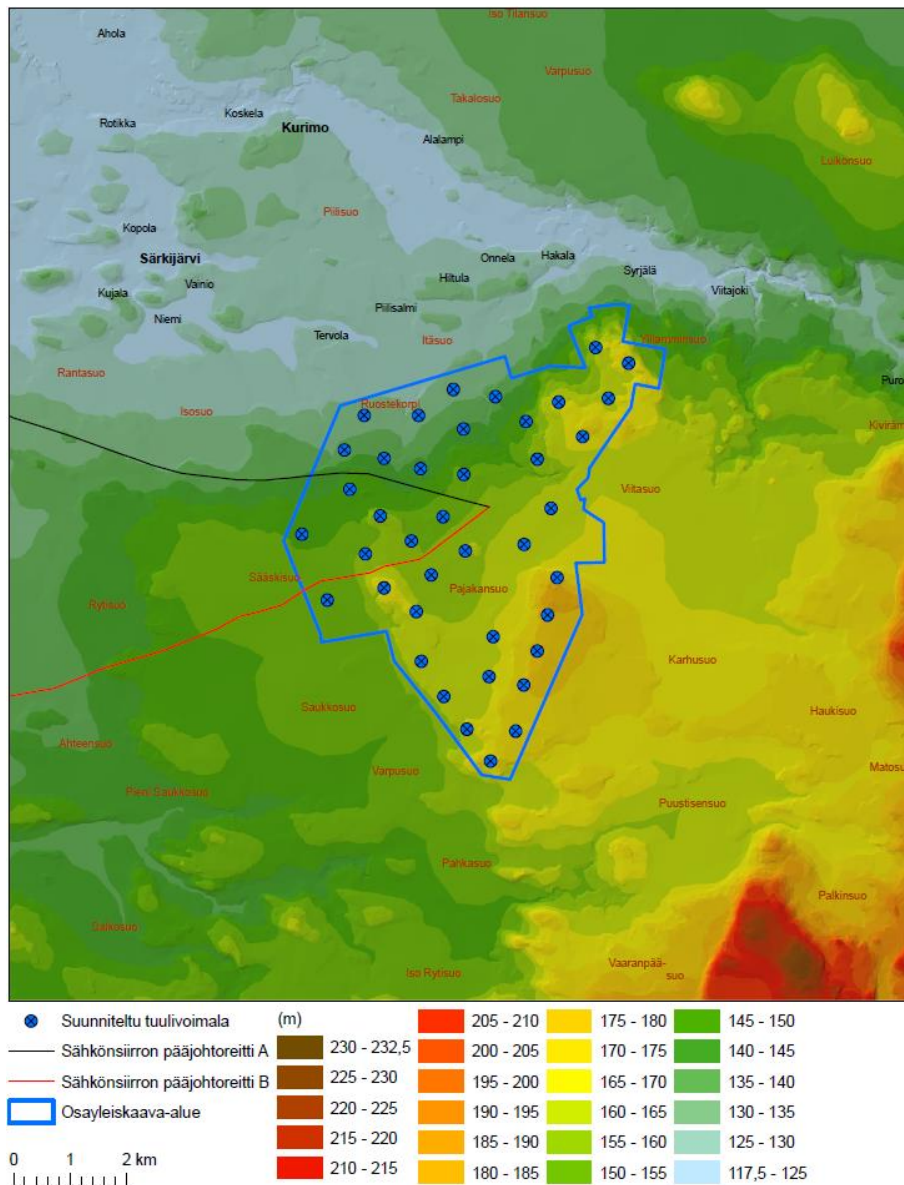 Iso Tilansuo
Ahola
Varpusuo
Takalosuo
Koskela
Rotikka
Kurimo
Alalampi
Luikonsuo
Piilisuo
Kopola
Onnela
Hakala
Särkijärvi
Syrjälä
Hiltula
Vainio
Viitajoki
Kujala
Piilisalmi
Niemi
Tervola
Itäsuo
Rantasuo
Puro
Ruostekorpi
Isosuo
Viitasuo
Sääskisuo
Pajakansuo
Rytisuo
Karhusuo
Saukkosuo
Haukisuo
Ahteensuo
Varpusuo
Matosu
Pieni Saukkosuo
Puustisensuo
Pahkasuo
Palkinsuo
Iso Rytisuo
Vaaranpää-
suo
Suunniteltu tuulivoimala
Sähkönsiirron pääjohtoreitti A
Sähkönsiirron pääjohtoreitti B
Osayleiskaava-alue
0 1 2 km
(m)
230 - 232,5
225 - 230
220 - 225
215 - 220
210 - 215
205 - 210
200 - 205
195 - 200
190 - 195
185 - 190
180 - 185
175 - 180
170 - 175
165 - 170
160 - 165
155 - 160
150 - 155
145 - 150
140 - 145
135 - 140
130 - 135
125 - 130
117,5 - 125